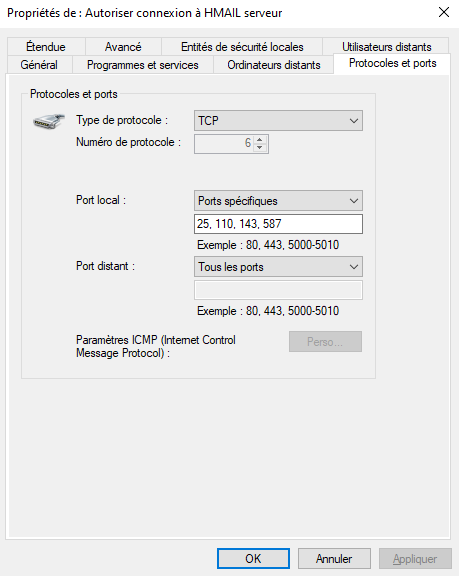 Propriétés de : Autoriser connexion à HMAIL serveur
Étendue Avancé Entités de sécurité locales Utilisateurs distants
Général Programmes et services Ordinateurs distants Protocoles et ports
Protocoles et ports
Type de protocole : TCP
Numéro de protocole : 6
Port local : Ports spécifiques
25, 110, 143, 587
Exemple : 80, 443, 5000-5010
Port distant : Tous les ports
Exemple : 80, 443, 5000-5010
Paramètres ICMP (Internet Control Perso...
Message Protocol) :
OK Annuler Appliquer